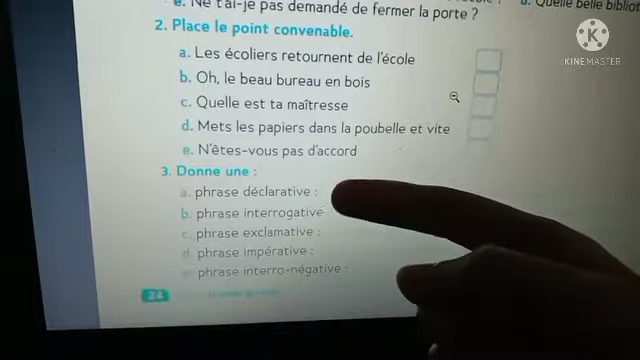 e. Ne t'ai-je pas demandé de fermer la porte ?
d. Quelle belle
2. Place le point convenable.
a. Les écoliers retournent de l'école
b. Oh, le beau bureau en bois
c. Quelle est ta maîtresse
d. Mets les papiers dans la poubelle et vite
e. N'êtes-vous pas d'accord
3. Donne une :
a. phrase déclarative :
b. phrase interrogative
c. phrase exclamative :
d. phrase impérative :
phrase interro-négative :
24
KINEMASTER